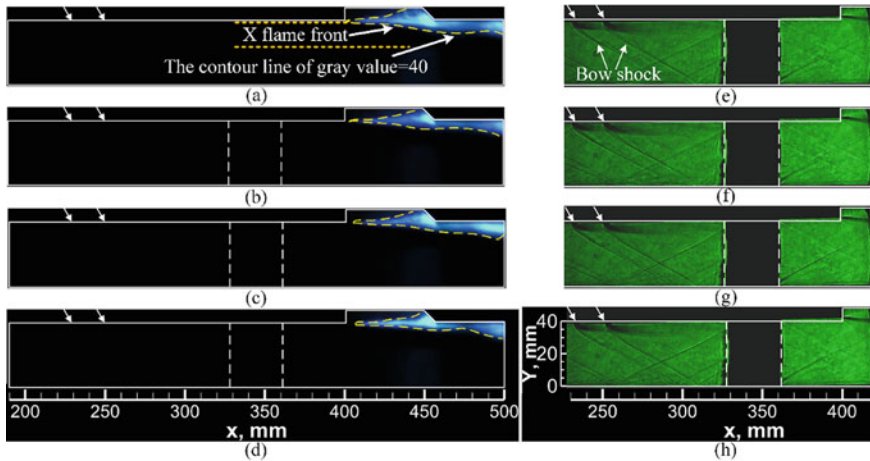 X flame front
The contour line of gray value=40
(a)
(b)
(c)
200 250 300 350 400 450 500
x, mm
(d)
Bow shock
(e)
(f)
(g)
40
20
0
Y, mm
250 300 350 400
x, mm
(h)